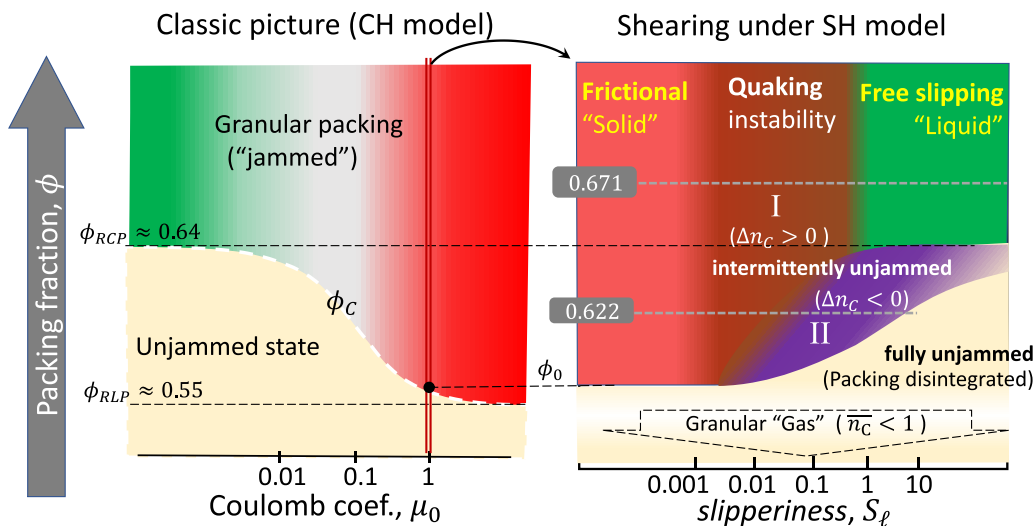 Classic picture (CH model)
Shearing under SH model
Packing fraction, ϕ
Granular packing
("jammed")
ϕ_RCP ≈ 0.64
ϕ_C
Unjammed state
ϕ_RLP ≈ 0.55
0.01
0.1
1
Coulomb coef., μ_0
Frictional
"Solid"
Quaking
instability
Free slipping
"Liquid"
0.671
I
(Δn_C > 0 )
intermittently unjammed
(Δn_C < 0)
0.622
II
ϕ_0
fully unjammed
(Packing disintegrated)
Granular "Gas" ( \overline{n_C} < 1 )
0.001
0.01
0.1
1
10
slipperiness, S_ℓ